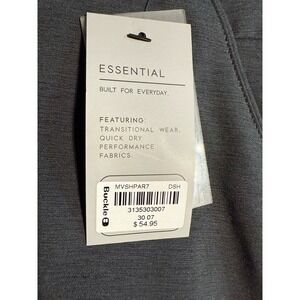 ESSENTIAL
BUILT FOR EVERYDAY.
FEATURING:
TRANSITIONAL WEAR,
QUICK DRY
PERFORMANCE
FABRICS.
Buckle B
MVSHPAR7 DSH
3135303007
30 07
$ 54.95